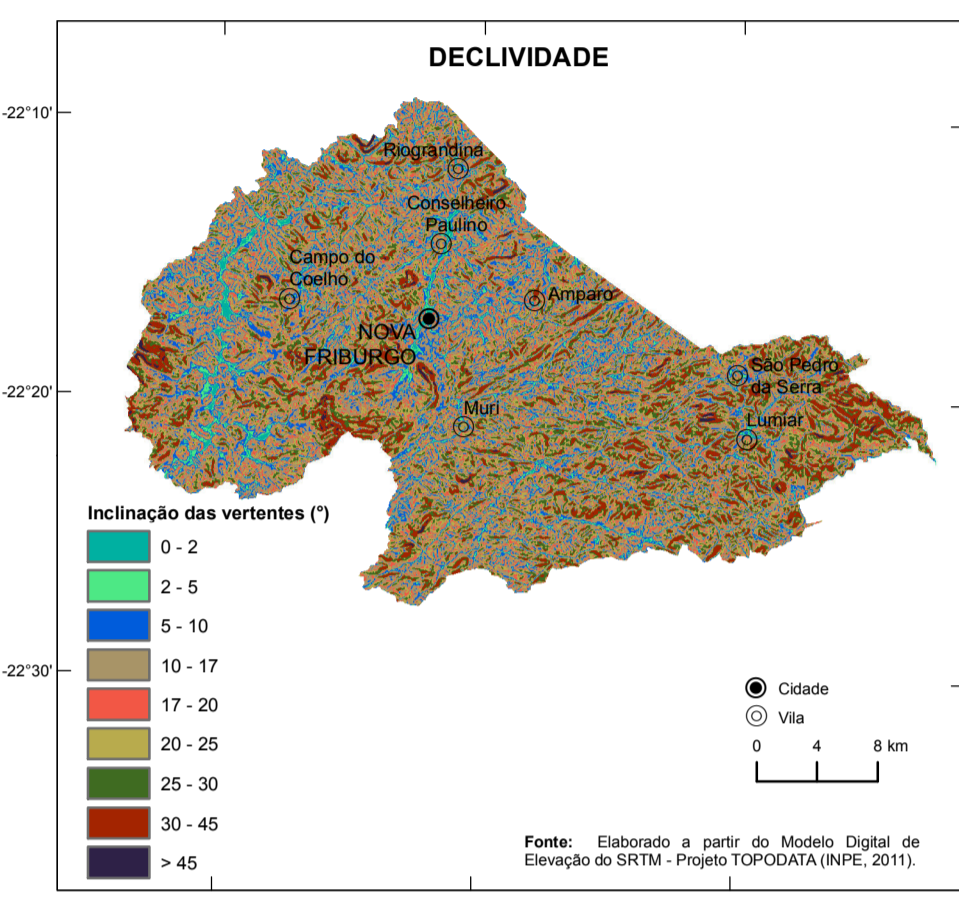 DECLIVIDADE
-22°10'
Riograndina
Conselheiro
Paulino
Campo do
Coelho
Amparo
NOVA
FRIBURGO
São Pedro
da Serra
-22°20'
Muri
Lumiar
Inclinação das vertentes (°)
0 - 2
2 - 5
5 - 10
10 - 17
17 - 20
20 - 25
25 - 30
30 - 45
> 45
-22°30'
Cidade
Vila
0 4 8 km
Fonte: Elaborado a partir do Modelo Digital de
Elevação do SRTM - Projeto TOPODATA (INPE, 2011).